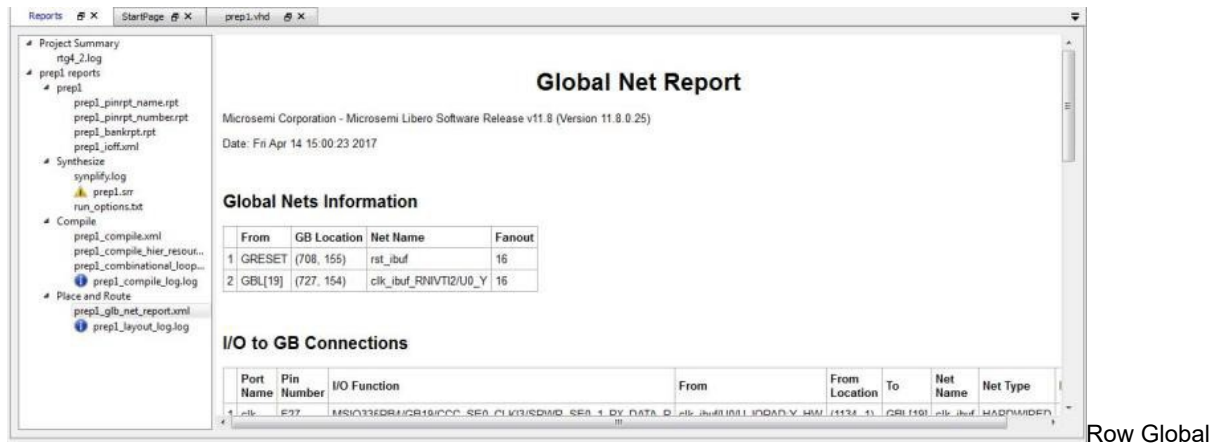 Reports StartPage prep1.vhd
Project Summary
rtg4_2.log
prep1 reports
prep1
prep1_pinrpt_name.rpt
prep1_pinrpt_number.rpt
prep1_bankrpt.rpt
prep1_ioff.xml
Synthesize
synplify.log
prep1.srr
run_options.txt
Compile
prep1_compile.xml
prep1_compile_hier_resour...
prep1_combinational_loop...
prep1_compile_log.log
Place and Route
prep1_glb_net_report.xml
prep1_layout_log.log
Global Net Report
Microsemi Corporation - Microsemi Libero Software Release v11.8 (Version 11.8.0.25)
Date: Fri Apr 14 15:00:23 2017
Global Nets Information
From GB Location Net Name Fanout
1 GRESET (708, 155) rst_ibuf 16
2 GBL[19] (727, 154) clk_ibuf_RNIVTI2/U0_Y 16
I/O to GB Connections
Port Name Pin Number I/O Function From From Location To Net Name Net Type
Row Global